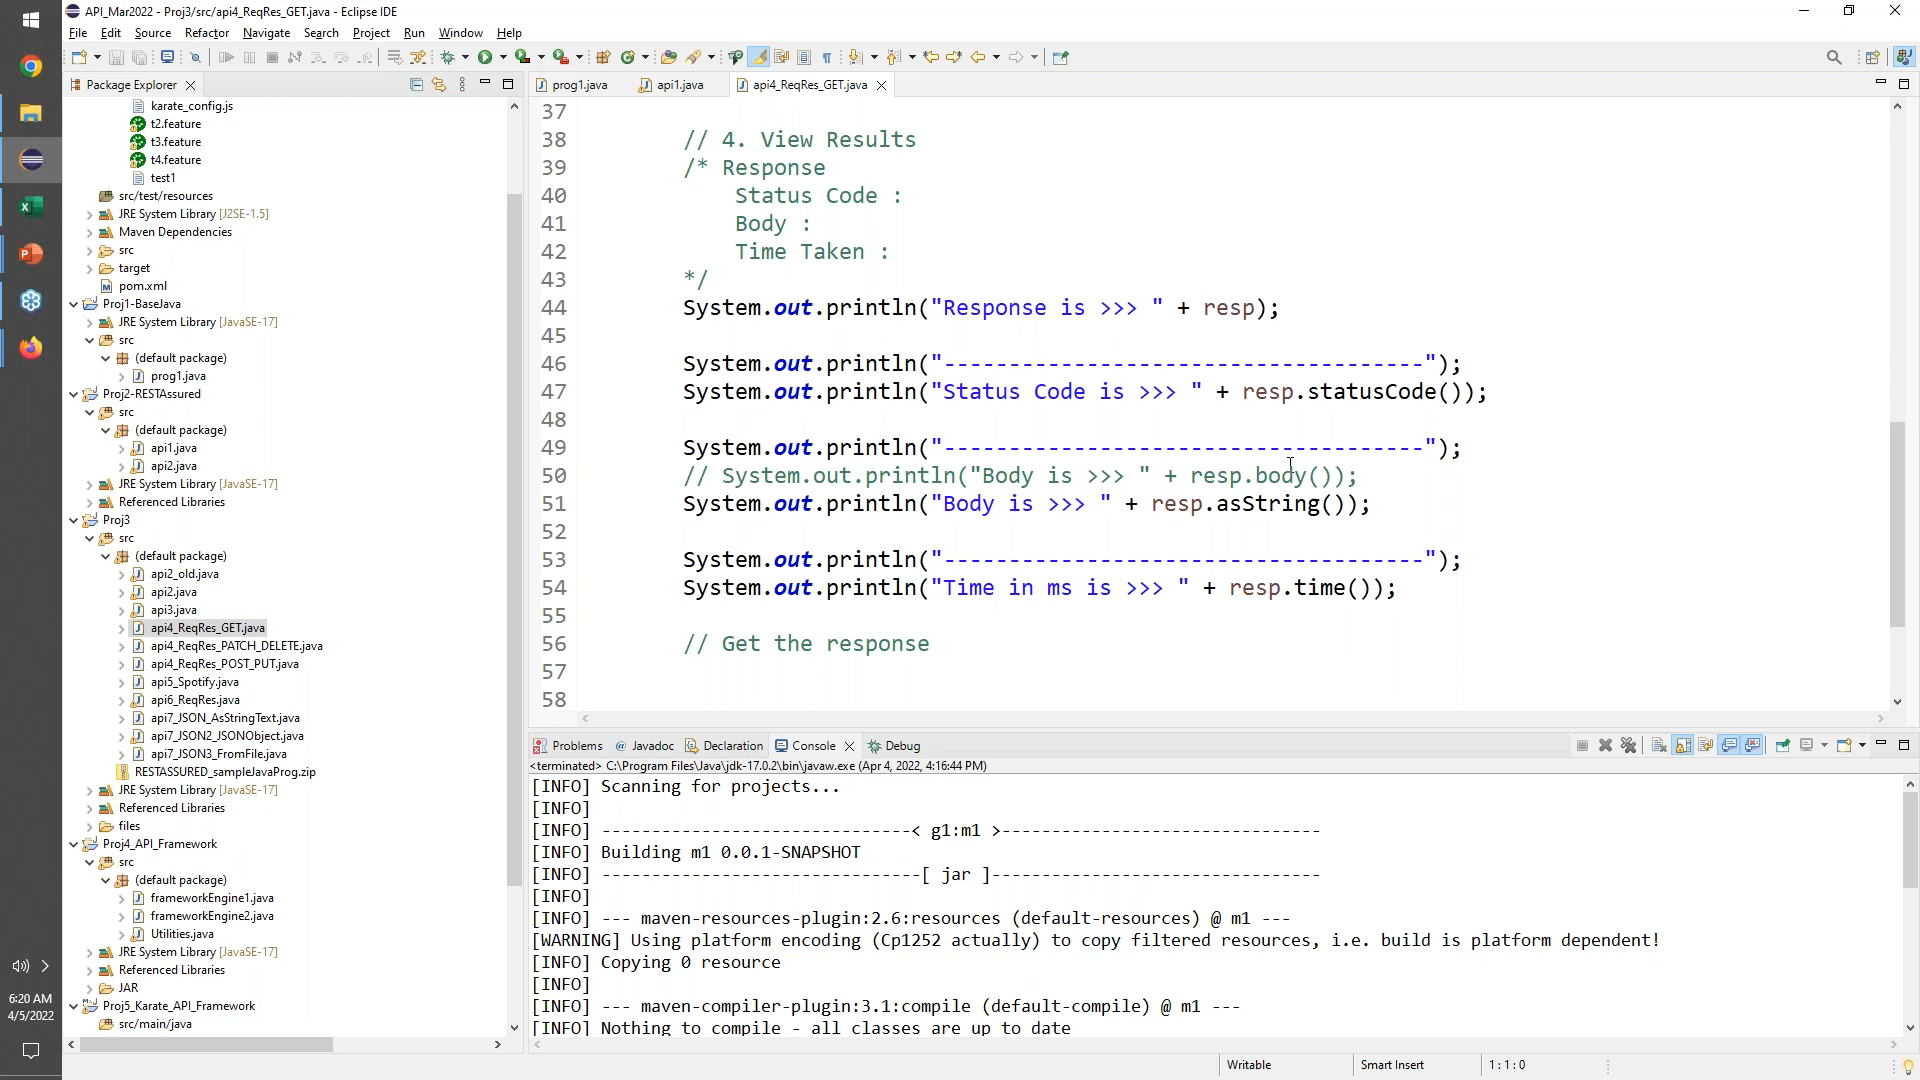 API_Mar2022 - Proj3/src/api4_ReqRes_GET.java - Eclipse IDE
File Edit Source Refactor Navigate Search Project Run Window Help
Package Explorer
karate_config.js
t2.feature
t3.feature
t4.feature
test1
src/test/resources
JRE System Library [J2SE-1.5]
Maven Dependencies
src
target
pom.xml
Proj1-BaseJava
JRE System Library [JavaSE-17]
src
(default package)
prog1.java
Proj2-RESTAssured
src
(default package)
api1.java
api2.java
JRE System Library [JavaSE-17]
Referenced Libraries
Proj3
src
(default package)
api2_old.java
api2.java
api3.java
api4_ReqRes_GET.java
api4_ReqRes_PATCH_DELETE.java
api4_ReqRes_POST_PUT.java
api5_Spotify.java
api6_ReqRes.java
api7_JSON_AsStringText.java
api7_JSON2_JSONObject.java
api7_JSON3_FromFile.java
RESTASSURED_sampleJavaProg.zip
JRE System Library [JavaSE-17]
Referenced Libraries
files
Proj4_API_Framework
src
(default package)
frameworkEngine1.java
frameworkEngine2.java
Utilities.java
JRE System Library [JavaSE-17]
Referenced Libraries
JAR
Proj5_Karate_API_Framework
src/main/java
prog1.java api1.java api4_ReqRes_GET.java
37
38 // 4. View Results
39 /* Response
40 Status Code :
41 Body :
42 Time Taken :
43 */
44 System.out.println("Response is >>> " + resp);
45
46 System.out.println("-------------------------------------");
47 System.out.println("Status Code is >>> " + resp.statusCode());
48
49 System.out.println("-------------------------------------");
50 // System.out.println("Body is >>> " + resp.body());
51 System.out.println("Body is >>> " + resp.asString());
52
53 System.out.println("-------------------------------------");
54 System.out.println("Time in ms is >>> " + resp.time());
55
56 // Get the response
57
58
Problems Javadoc Declaration Console Debug
<terminated> C:\Program Files\Java\jdk-17.0.2\bin\javaw.exe (Apr 4, 2022, 4:16:44 PM)
[INFO] Scanning for projects...
[INFO]
[INFO] -------------------------------< g1:m1 >--------------------------------
[INFO] Building m1 0.0.1-SNAPSHOT
[INFO] --------------------------------[ jar ]---------------------------------
[INFO]
[INFO] --- maven-resources-plugin:2.6:resources (default-resources) @ m1 ---
[WARNING] Using platform encoding (Cp1252 actually) to copy filtered resources, i.e. build is platform dependent!
[INFO] Copying 0 resource
[INFO]
[INFO] --- maven-compiler-plugin:3.1:compile (default-compile) @ m1 ---
[INFO] Nothing to compile - all classes are up to date
Writable Smart Insert 1 : 1 : 0
6:20 AM
4/5/2022